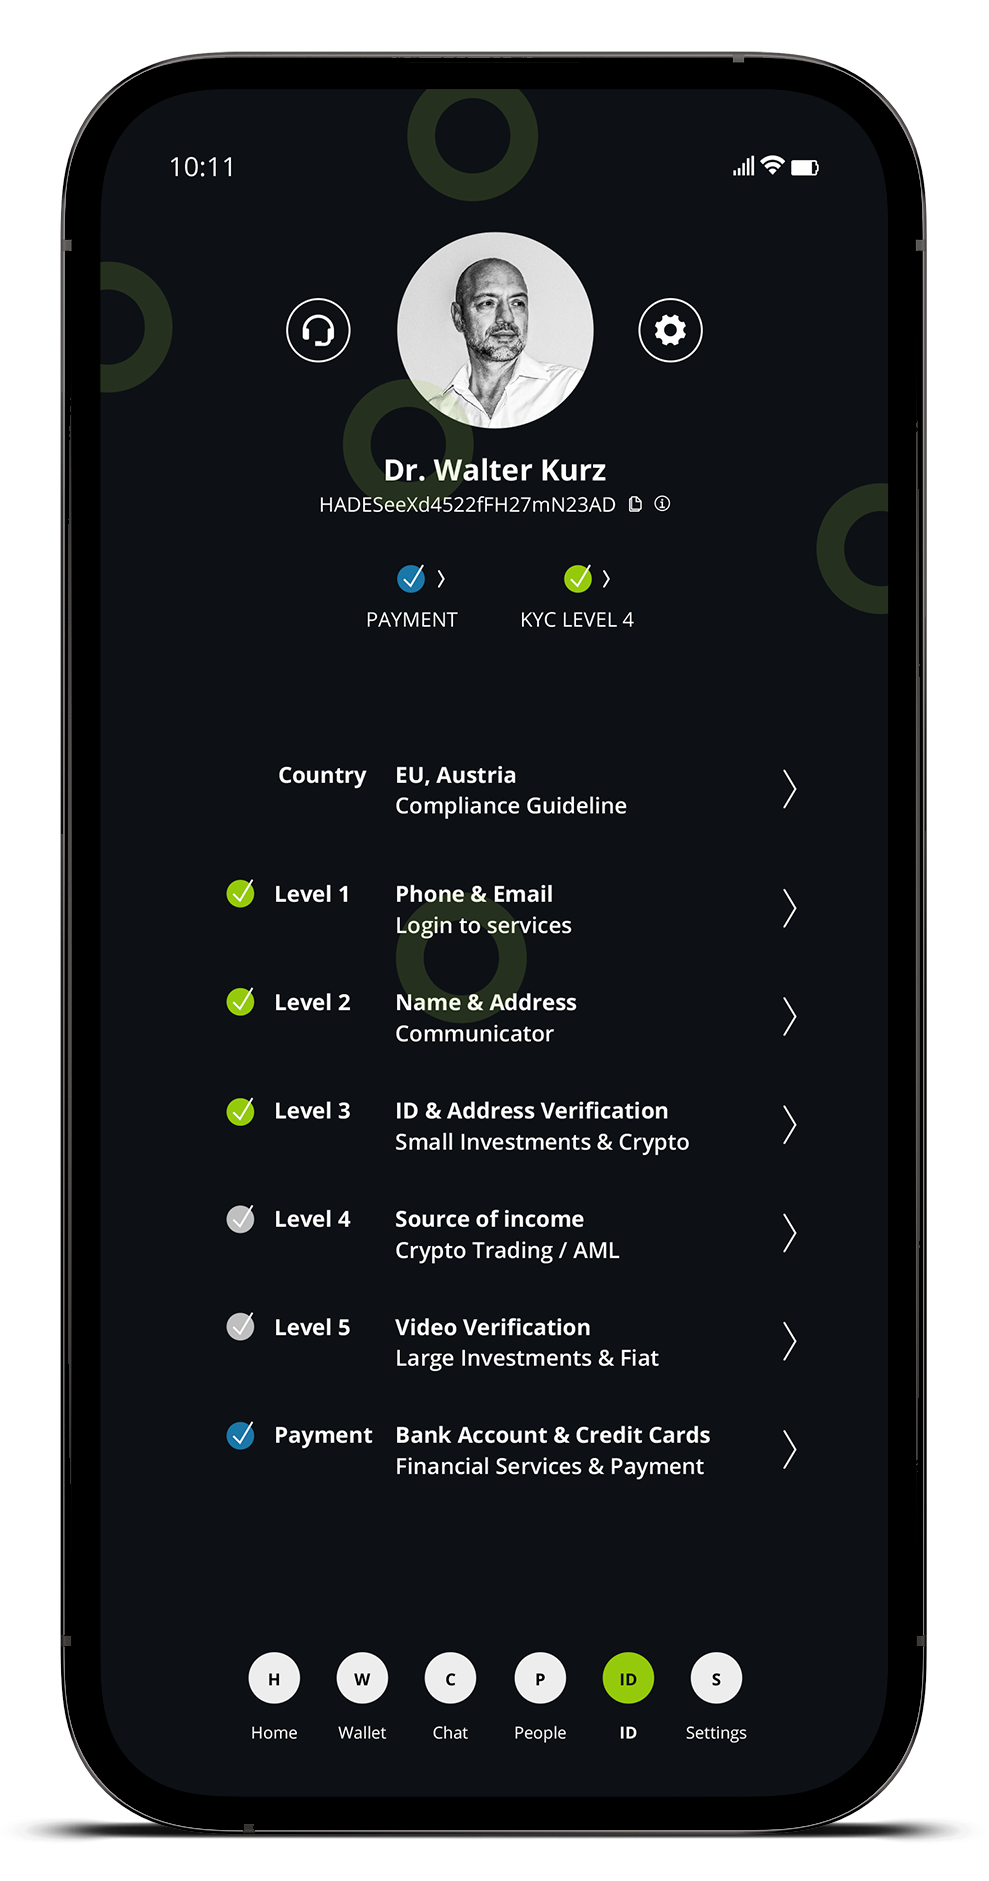 10:11
Dr. Walter Kurz
HADESeeXd4522fFH27mN23AD
PAYMENT
KYC LEVEL 4
Country
EU, Austria
Compliance Guideline
Level 1
Phone & Email
Login to services
Level 2
Name & Address
Communicator
Level 3
ID & Address Verification
Small Investments & Crypto
Level 4
Source of income
Crypto Trading / AML
Level 5
Video Verification
Large Investments & Fiat
Payment
Bank Account & Credit Cards
Financial Services & Payment
H W C P ID S
Home Wallet Chat People ID Settings